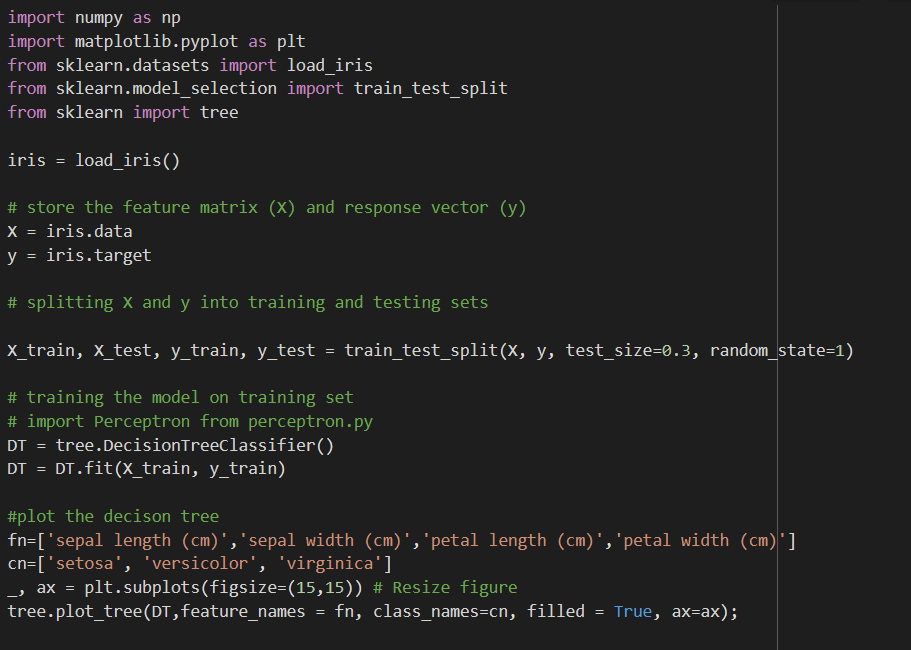 import numpy as np
import matplotlib.pyplot as plt
from sklearn.datasets import load_iris
from sklearn.model_selection import train_test_split
from sklearn import tree
iris = load_iris()
# store the feature matrix (X) and response vector (y)
X = iris.data
y = iris.target
# splitting X and y into training and testing sets
X_train, X_test, y_train, y_test = train_test_split(X, y, test_size=0.3, random_state=1)
# training the model on training set
# import Perceptron from perceptron.py
DT = tree.DecisionTreeClassifier()
DT = DT.fit(X_train, y_train)
#plot the decison tree
fn=['sepal length (cm)','sepal width (cm)','petal length (cm)','petal width (cm)']
cn=['setosa', 'versicolor', 'virginica']
_, ax = plt.subplots(figsize=(15,15)) # Resize figure
tree.plot_tree(DT,feature_names = fn, class_names=cn, filled = True, ax=ax);